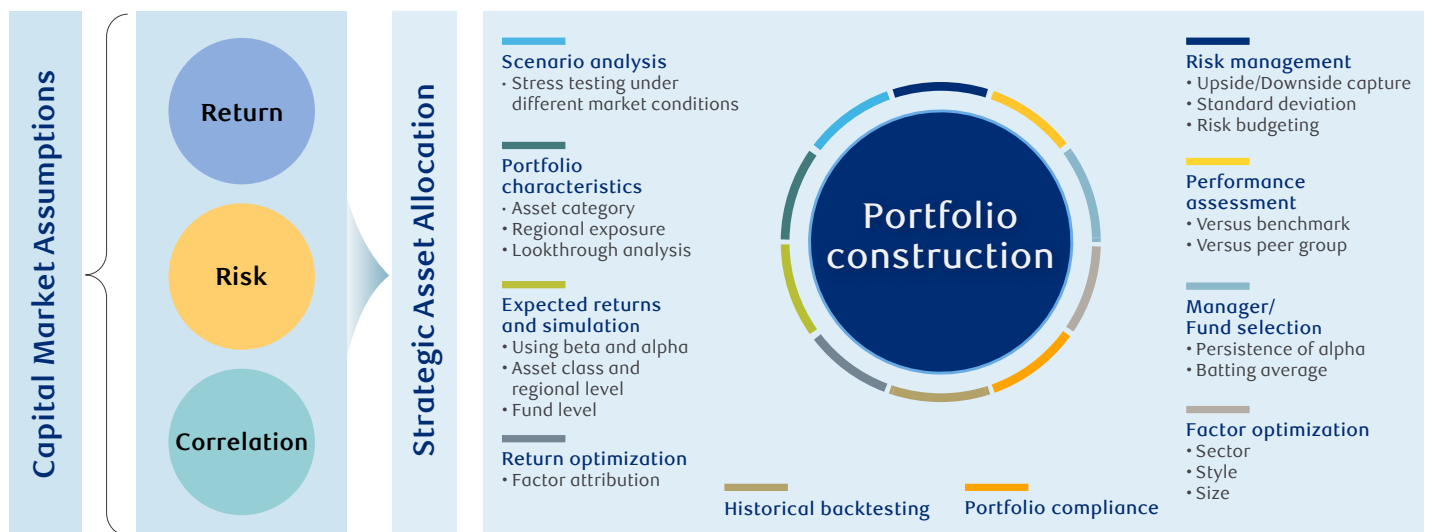 Capital Market Assumptions
Return
Risk
Correlation
Strategic Asset Allocation
Scenario analysis
• Stress testing under
different market conditions
Portfolio
characteristics
• Asset category
• Regional exposure
• Lookthrough analysis
Expected returns
and simulation
• Using beta and alpha
• Asset class and
regional level
• Fund level
Return optimization
• Factor attribution
Portfolio
construction
Historical backtesting
Portfolio compliance
Risk management
• Upside/Downside capture
• Standard deviation
• Risk budgeting
Performance
assessment
• Versus benchmark
• Versus peer group
Manager/
Fund selection
• Persistence of alpha
• Batting average
Factor optimization
• Sector
• Style
• Size